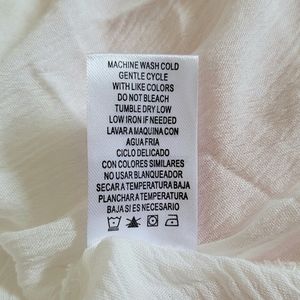 MACHINE WASH COLD
GENTLE CYCLE
WITH LIKE COLORS
DO NOT BLEACH
TUMBLE DRY LOW
LOW IRON IF NEEDED
LAVAR A MAQUINA CON
AGUA FRIA
CICLO DELICADO
CON COLORES SIMILARES
NO USAR BLANQUEADOR
SECAR A TEMPERATURA BAJA
PLANCHAR A TEMPERATURA
BAJA SI ES NECESARIO